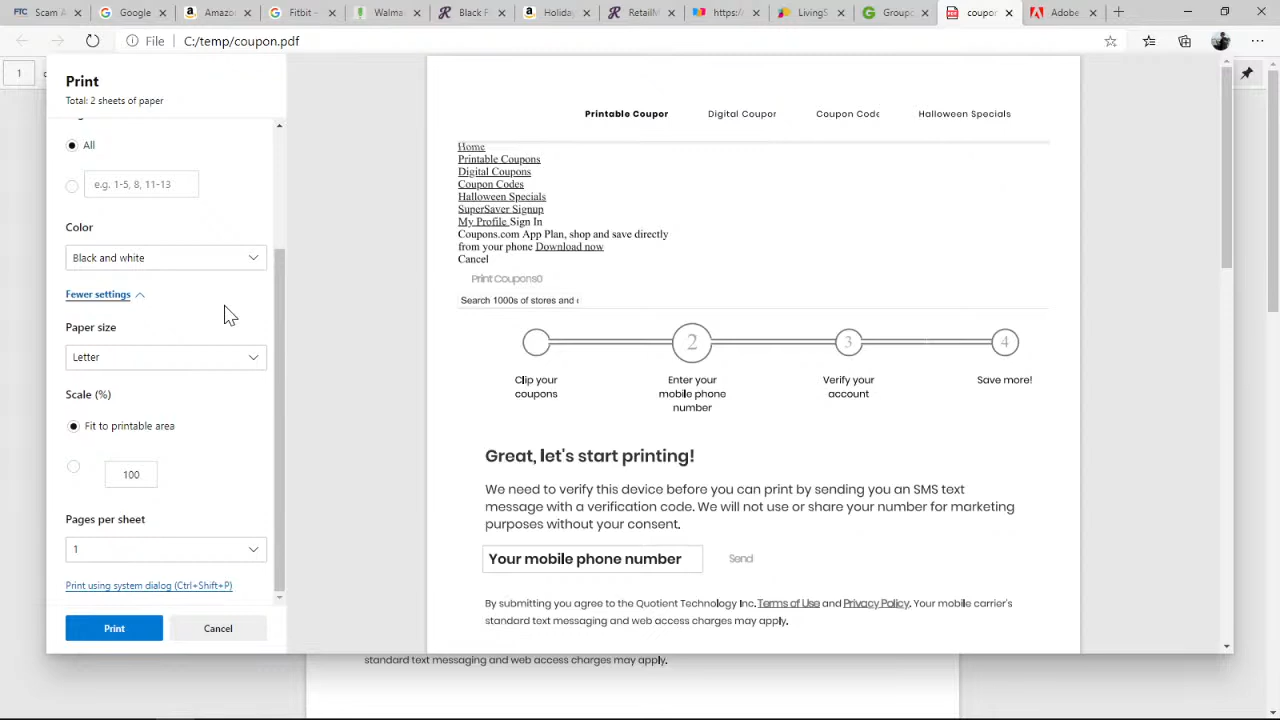 FTC Sam
Google
Amazo
Fitbit -
Walma
Black -
Holida
Retailr
https:/
LivingS
Groupo
coupon
Adobe
File C:/temp/coupon.pdf
1
Print
Total: 2 sheets of paper
All
e.g. 1-5, 8, 11-13
Color
Black and white
Fewer settings
Paper size
Letter
Scale (%)
Fit to printable area
100
Pages per sheet
1
Print using system dialog (Ctrl+Shift+P)
Print
Cancel
Printable Coupor
Digital Coupor
Coupon Code
Halloween Specials
Home
Printable Coupons
Digital Coupons
Coupon Codes
Halloween Specials
SuperSaver Signup
My Profile Sign In
Coupons.com App Plan, shop and save directly
from your phone Download now
Cancel
Print Coupons0
Search 1000s of stores and c
2
3
4
Clip your
coupons
Enter your
mobile phone
number
Verify your
account
Save more!
Great, let's start printing!
We need to verify this device before you can print by sending you an SMS text
message with a verification code. We will not use or share your number for marketing
purposes without your consent.
Your mobile phone number
Send
By submitting you agree to the Quotient Technology Inc. Terms of Use and Privacy Policy. Your mobile carrier's
standard text messaging and web access charges may apply.
standard text messaging and web access charges may apply.